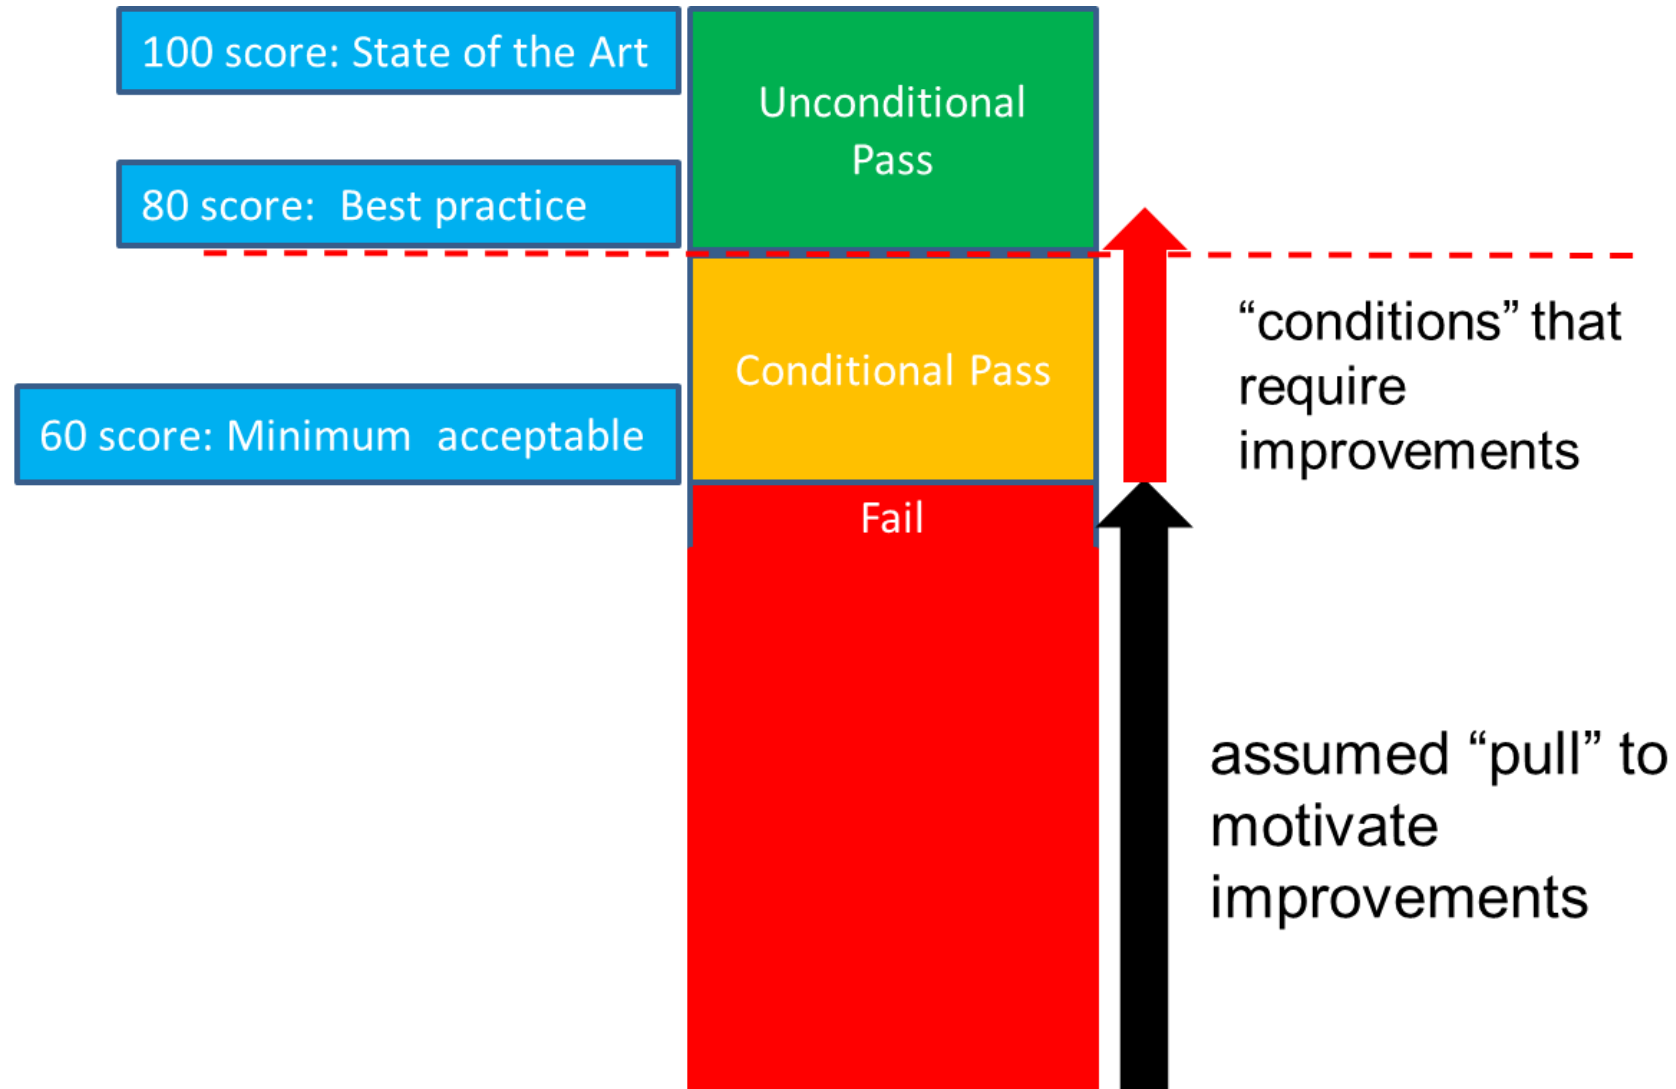 100 score: State of the Art
80 score: Best practice
60 score: Minimum acceptable
Unconditional
Pass
Conditional Pass
Fail
“conditions” that
require
improvements
assumed “pull” to
motivate
improvements